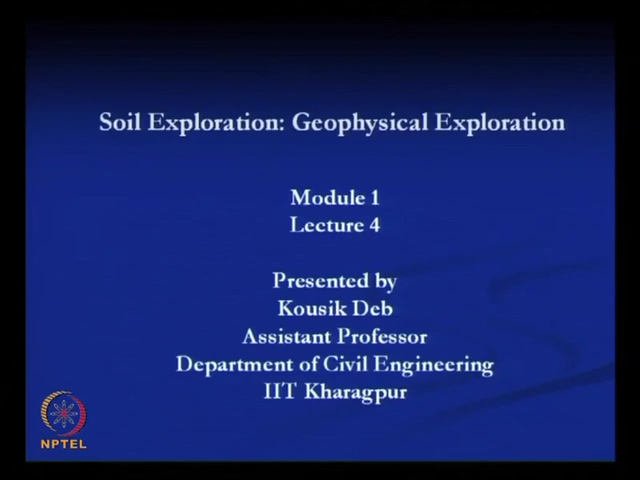 Soil Exploration: Geophysical Exploration
Module 1
Lecture 4
Presented by
Kousik Deb
Assistant Professor
Department of Civil Engineering
IIT Kharagpur
NPTEL